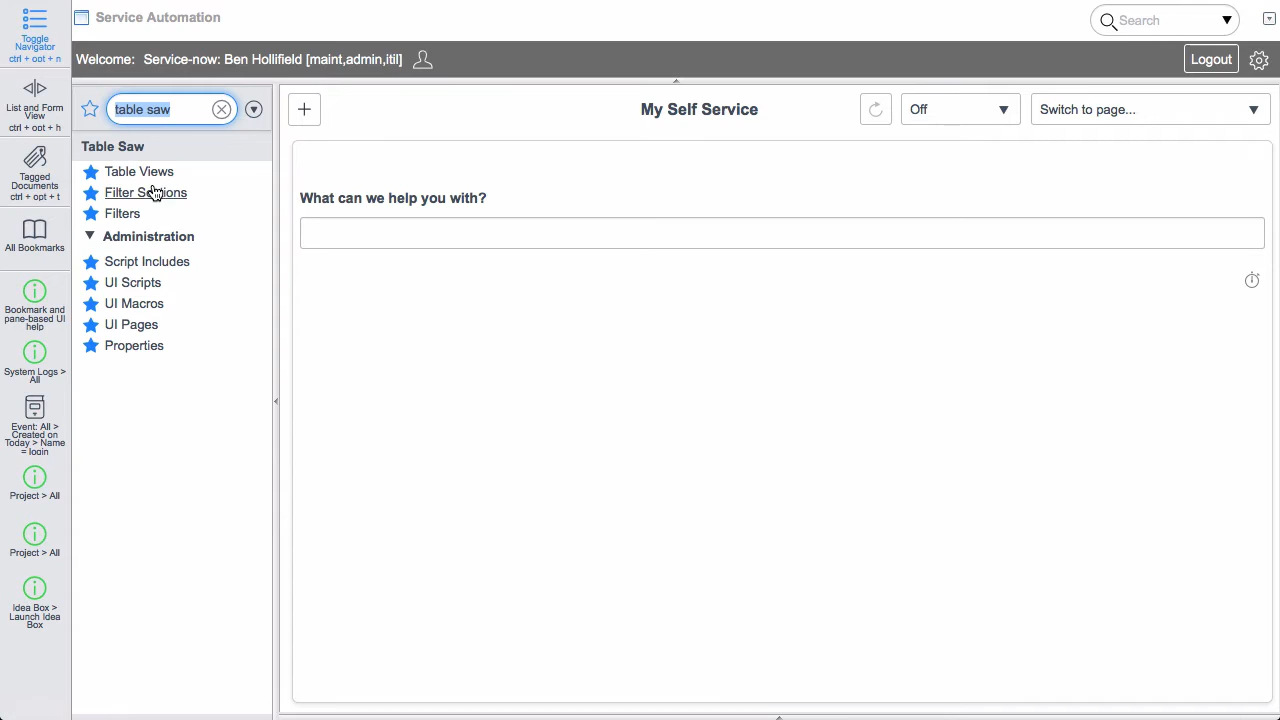 Service Automation
Search
Welcome: Service-now: Ben Hollifield [maint,admin,itil]
Logout
Toggle
Navigator
ctrl + opt + n
List and Form
View
ctrl + opt + h
Tagged
Documents
ctrl + opt + t
All Bookmarks
Bookmark and
pane-based UI
help
System Logs >
All
Event: All >
Created on
Today > Name
= login
Project > All
Project > All
Idea Box >
Launch Idea
Box
table saw
Table Saw
Table Views
Filter
Filters
Administration
Script Includes
UI Scripts
UI Macros
UI Pages
Properties
My Self Service
Off
Switch to page...
What can we help you with?